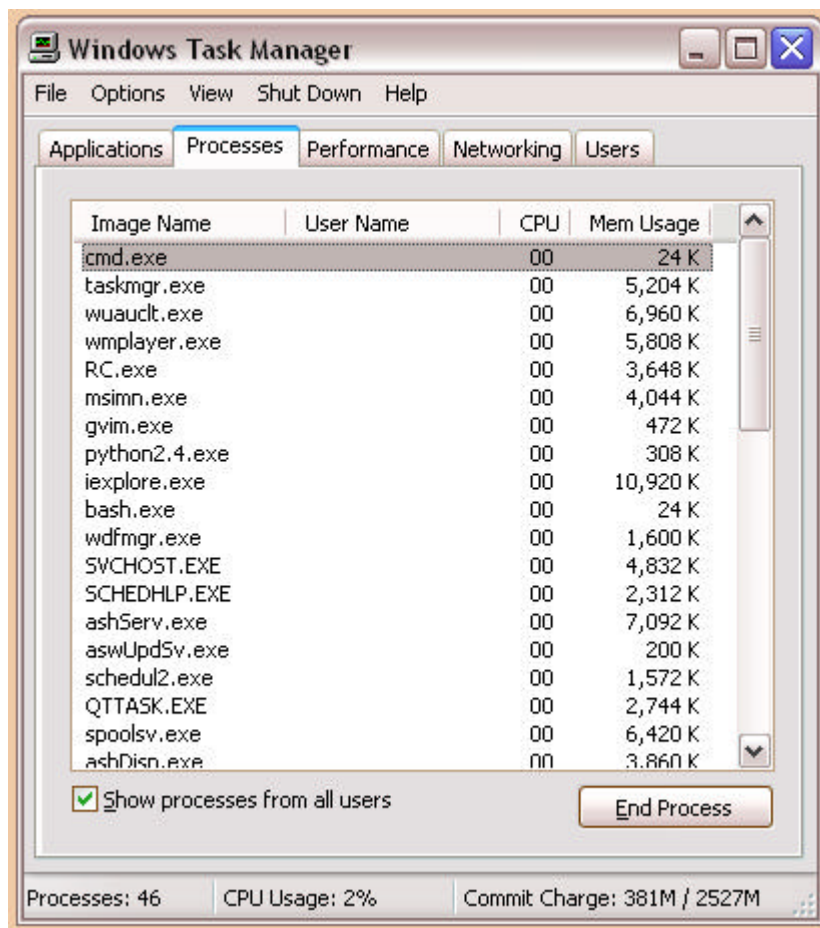 Windows Task Manager
File Options View Shut Down Help
Applications Processes Performance Networking Users
Image Name User Name CPU Mem Usage
cmd.exe 00 24 K
taskmgr.exe 00 5,204 K
wuauclt.exe 00 6,960 K
wmplayer.exe 00 5,808 K
RC.exe 00 3,648 K
msimn.exe 00 4,044 K
gvim.exe 00 472 K
python2.4.exe 00 308 K
iexplore.exe 00 10,920 K
bash.exe 00 24 K
wdfmgr.exe 00 1,600 K
SVCHOST.EXE 00 4,832 K
SCHEDHLP.EXE 00 2,312 K
ashServ.exe 00 7,092 K
aswUpdSv.exe 00 200 K
schedul2.exe 00 1,572 K
QTTASK.EXE 00 2,744 K
spoolsv.exe 00 6,420 K
ashDisp.exe 00 3,860 K
Show processes from all users
End Process
Processes: 46 CPU Usage: 2% Commit Charge: 381M / 2527M